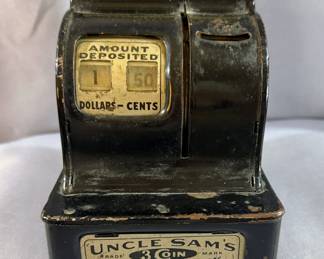 AMOUNT
DEPOSITED
1 50
DOLLARS-CENTS
UNCLE SAM'S
TRADE 3 COIN MARK